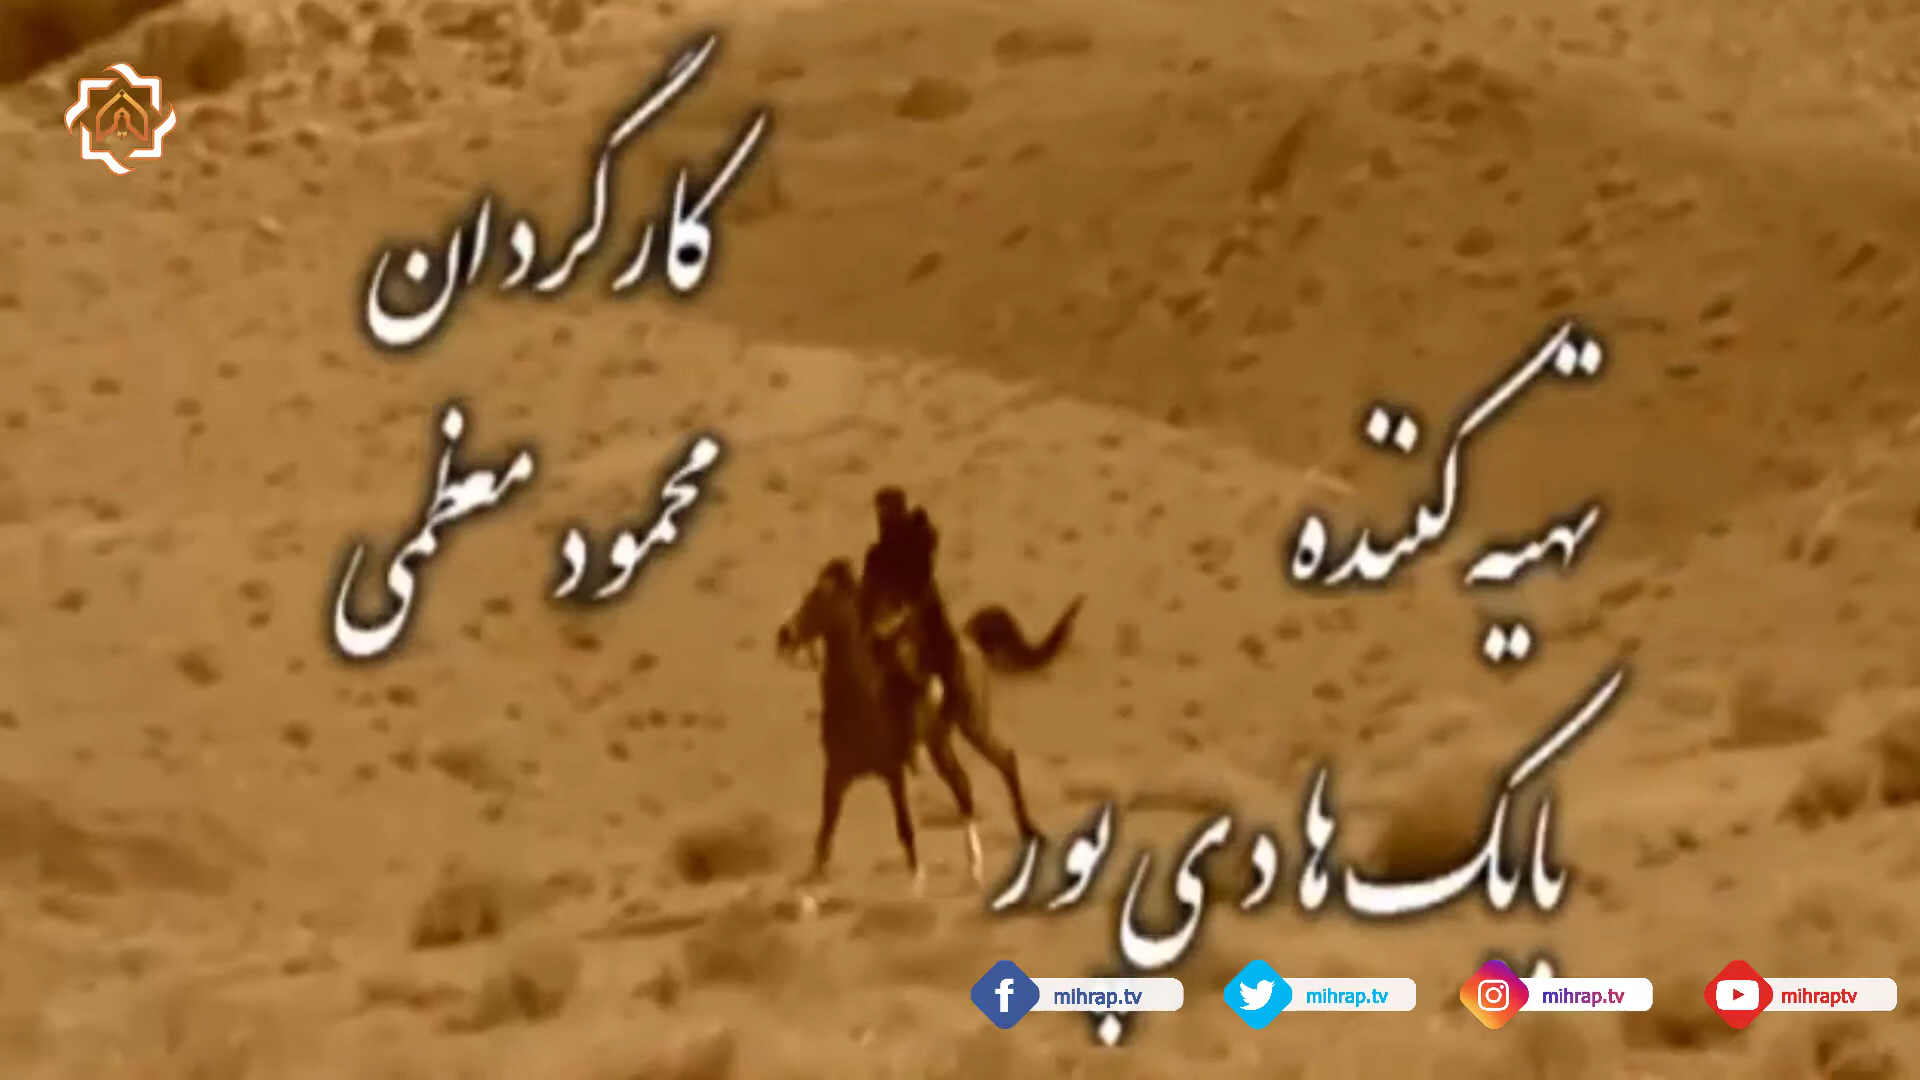 کارگردان
محمود معظمی
تهیه کننده
بابک هادی پور
mihrap.tv
mihrap.tv
mihrap.tv
mihraptv